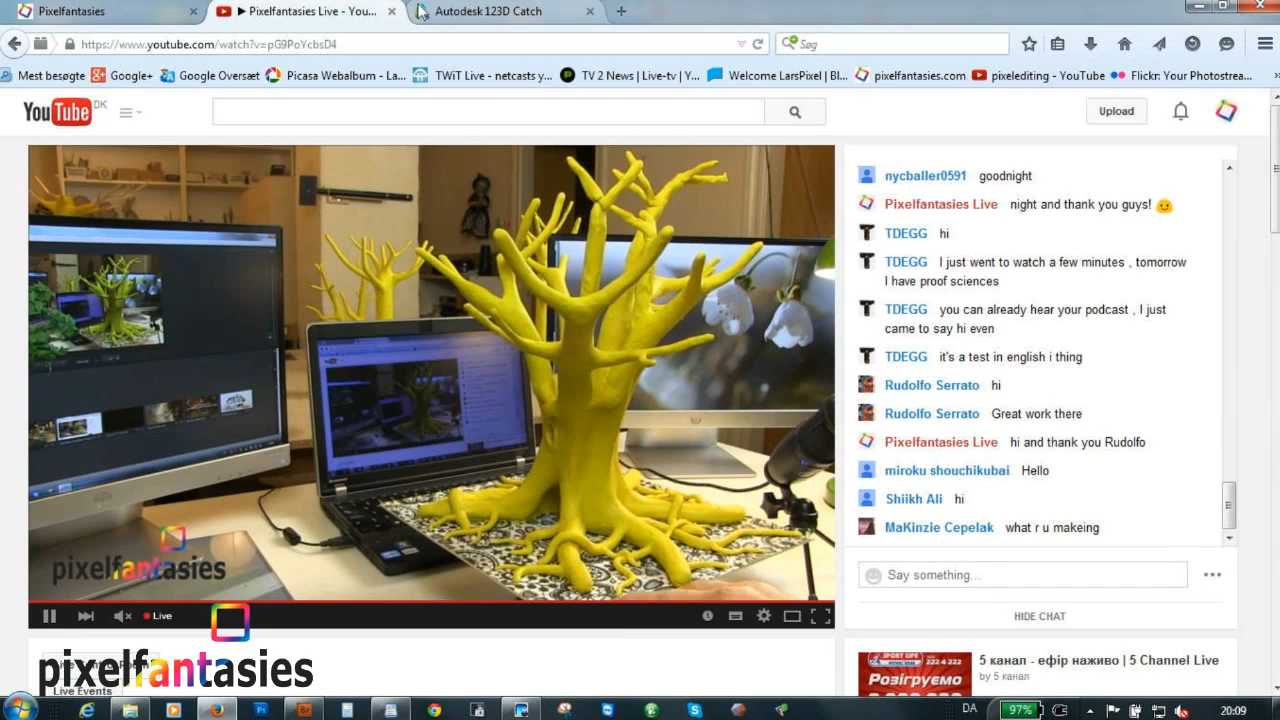 Pixelfantasies
▶ Pixelfantasies Live - You...
Autodesk 123D Catch
https://www.youtube.com/watch?v=pG9PoYcbsD4
Søg
Mest besøgte
Google+
Google Oversæt
Picasa Webalbum - La...
TWiT Live - netcasts y...
TV 2 News | Live-tv | Y...
Welcome LarsPixel | Bl...
pixelfantasies.com
pixelediting - YouTube
Flickr: Your Photostrea...
YouTube DK
Upload
nycballer0591 goodnight
Pixelfantasies Live night and thank you guys!
TDEGG hi
TDEGG I just went to watch a few minutes , tomorrow
I have proof sciences
TDEGG you can already hear your podcast , I just
came to say hi even
TDEGG it's a test in english i thing
Rudolfo Serrato hi
Rudolfo Serrato Great work there
Pixelfantasies Live hi and thank you Rudolfo
miroku shouchikubai Hello
Shiikh Ali hi
MaKinzie Cepelak what r u makeing
Say something...
HIDE CHAT
pixelfantasies
Live
pixelfantasies
Live Events
SPORT LIFE
222 4 222
Розігруємо
5 канал - ефір наживо | 5 Channel Live
by 5 канал
DA
97%
20:09